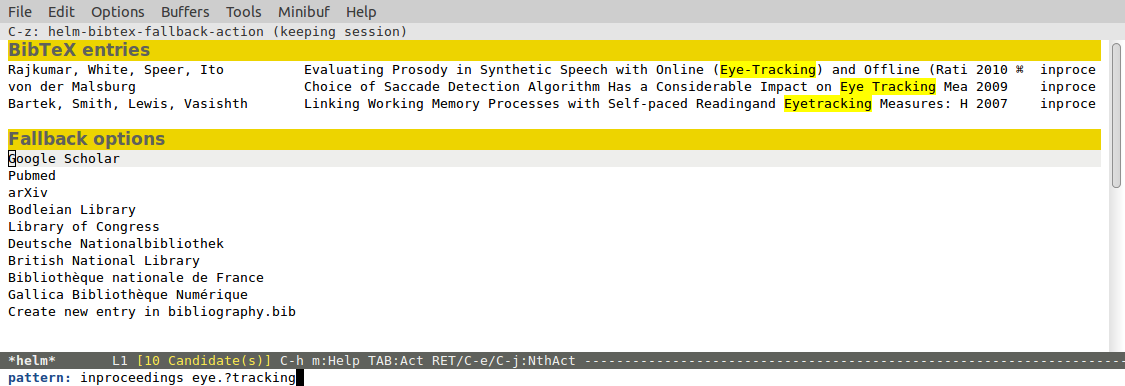 File Edit Options Buffers Tools Minibuf Help
C-z: helm-bibtex-fallback-action (keeping session)
BibTeX entries
Rajkumar, White, Speer, Ito Evaluating Prosody in Synthetic Speech with Online (Eye-Tracking) and Offline (Rati 2010 ⌘ inproce
von der Malsburg Choice of Saccade Detection Algorithm Has a Considerable Impact on Eye Tracking Mea 2009 inproce
Bartek, Smith, Lewis, Vasishth Linking Working Memory Processes with Self-paced Readingand Eyetracking Measures: H 2007 inproce
Fallback options
Google Scholar
Pubmed
arXiv
Bodleian Library
Library of Congress
Deutsche Nationalbibliothek
British National Library
Bibliothèque nationale de France
Gallica Bibliothèque Numérique
Create new entry in bibliography.bib
*helm* L1 [10 Candidate(s)] C-h m:Help TAB:Act RET/C-e/C-j:NthAct --------------------------------------------------------------------
pattern: inproceedings eye.?tracking